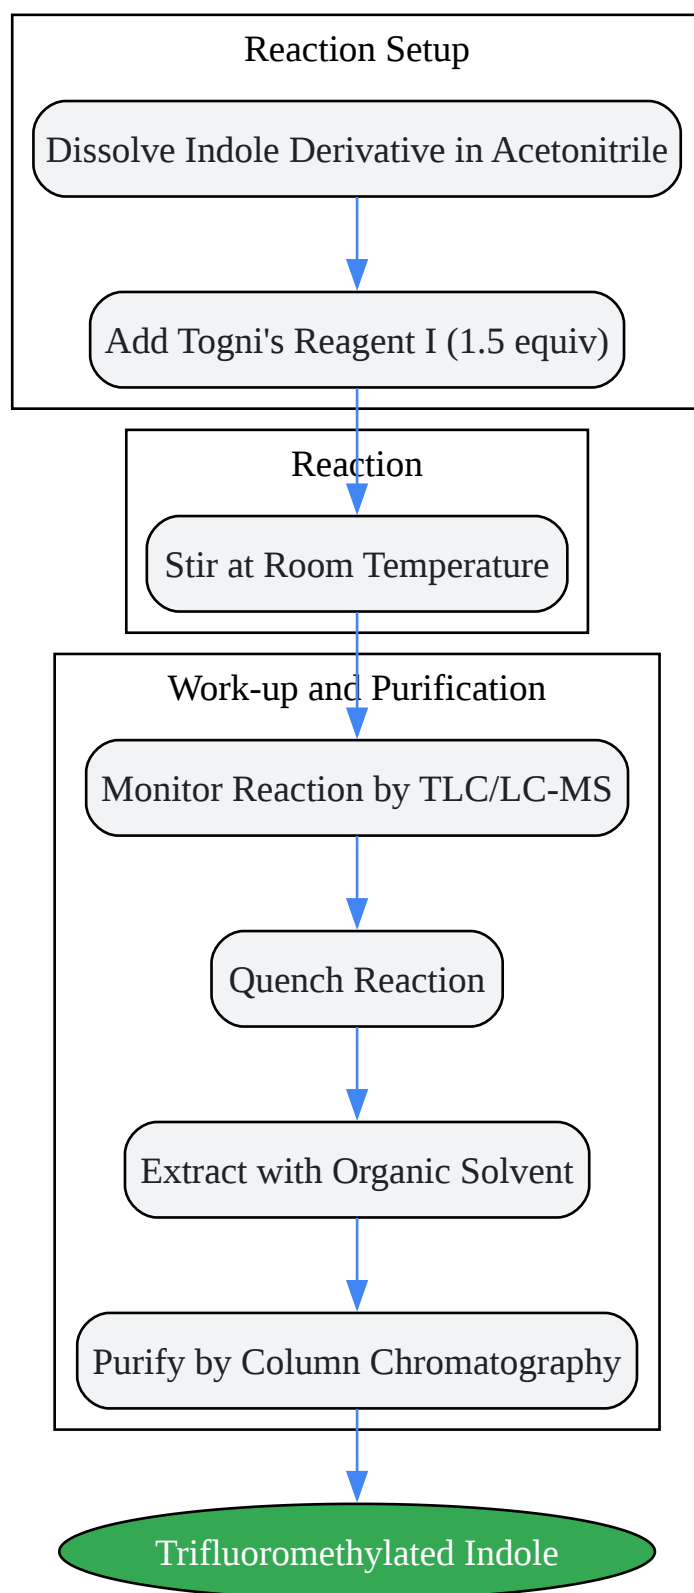 Reaction Setup
Dissolve Indole Derivative in Acetonitrile
Add Togni's Reagent I (1.5 equiv)
Reaction
Stir at Room Temperature
Work-up and Purification
Monitor Reaction by TLC/LC-MS
Quench Reaction
Extract with Organic Solvent
Purify by Column Chromatography
Trifluoromethylated Indole